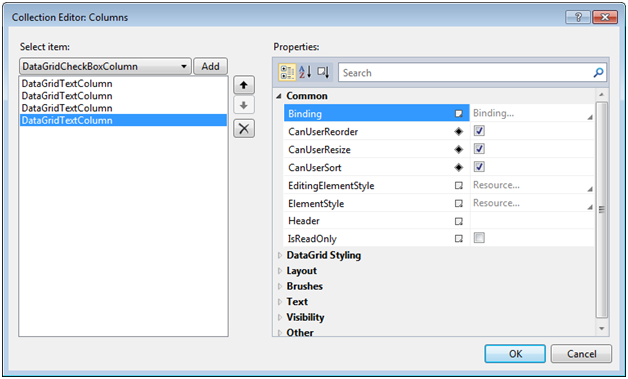 Collection Editor: Columns
Select item:
DataGridCheckBoxColumn
Add
DataGridTextColumn
DataGridTextColumn
DataGridTextColumn
DataGridTextColumn
Properties:
Search
Common
Binding Binding...
CanUserReorder
CanUserResize
CanUserSort
EditingElementStyle Resource...
ElementStyle Resource...
Header
IsReadOnly
DataGrid Styling
Layout
Brushes
Text
Visibility
Other
OK
Cancel